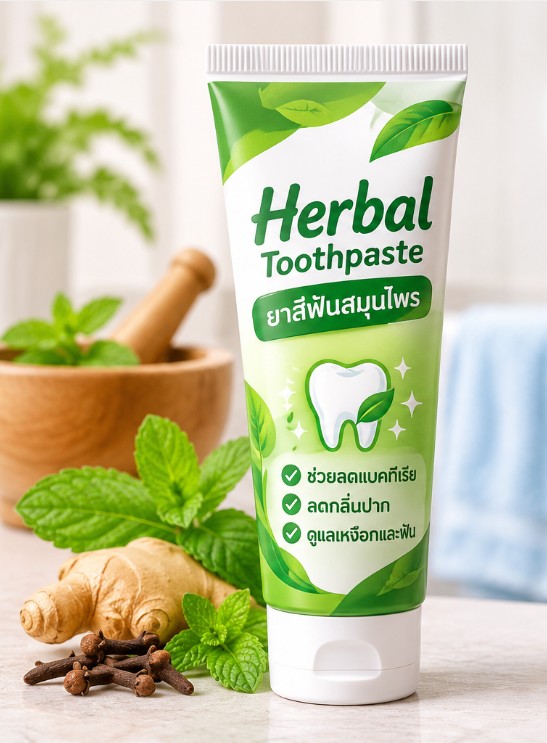 Herbal
Toothpaste
ยาสีฟันสมุนไพร
ช่วยลดแบคทีเรีย
ลดกลิ่นปาก
ดูแลเหงือกและฟัน